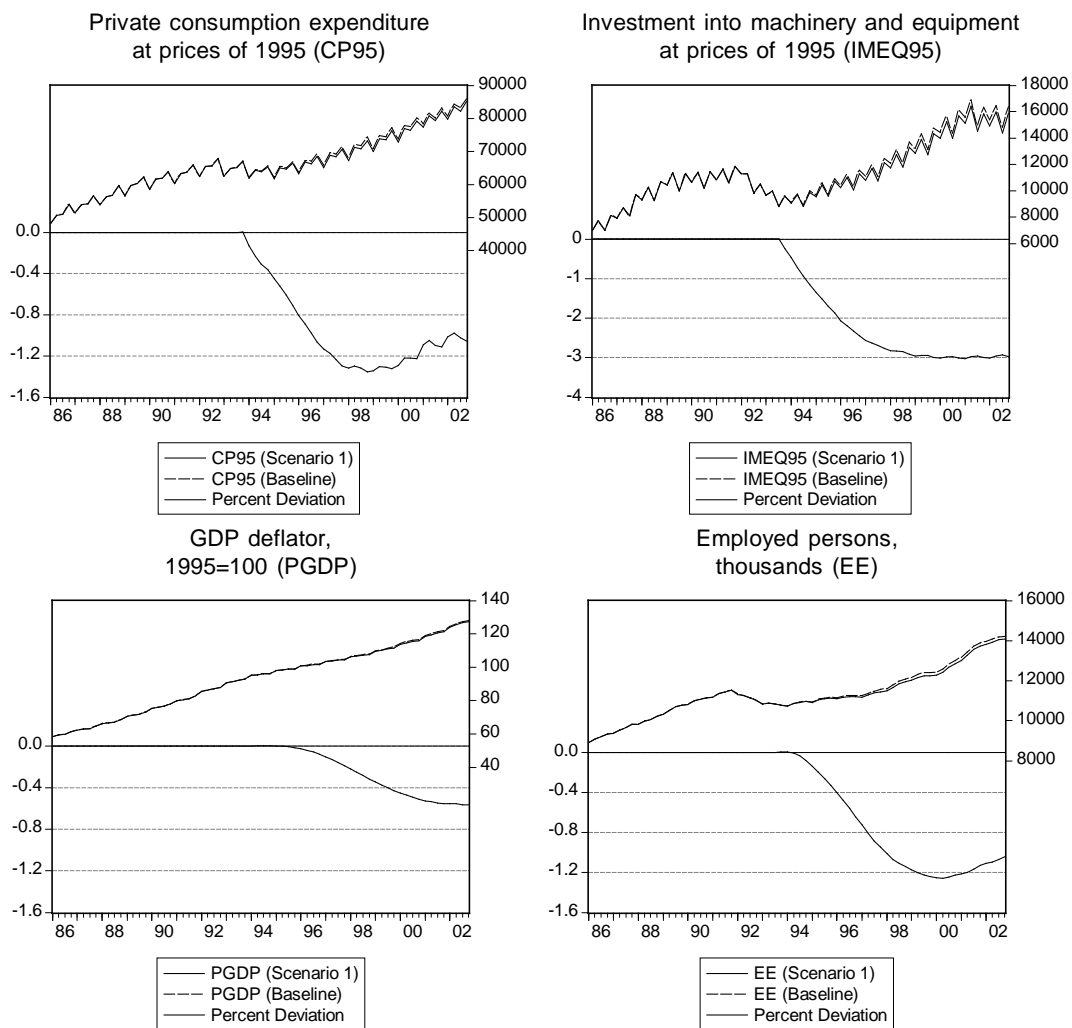 Private consumption expenditure
at prices of 1995 (CP95)
90000
80000
70000
60000
50000
40000
0.0
-0.4
-0.8
-1.2
-1.6
86 88 90 92 94 96 98 00 02
CP95 (Scenario 1)
CP95 (Baseline)
Percent Deviation
Investment into machinery and equipment
at prices of 1995 (IMEQ95)
18000
16000
14000
12000
10000
8000
6000
0
-1
-2
-3
-4
86 88 90 92 94 96 98 00 02
IMEQ95 (Scenario 1)
IMEQ95 (Baseline)
Percent Deviation
GDP deflator,
1995=100 (PGDP)
140
120
100
80
60
40
0.0
-0.4
-0.8
-1.2
-1.6
86 88 90 92 94 96 98 00 02
PGDP (Scenario 1)
PGDP (Baseline)
Percent Deviation
Employed persons,
thousands (EE)
16000
14000
12000
10000
8000
0.0
-0.4
-0.8
-1.2
-1.6
86 88 90 92 94 96 98 00 02
EE (Scenario 1)
EE (Baseline)
Percent Deviation